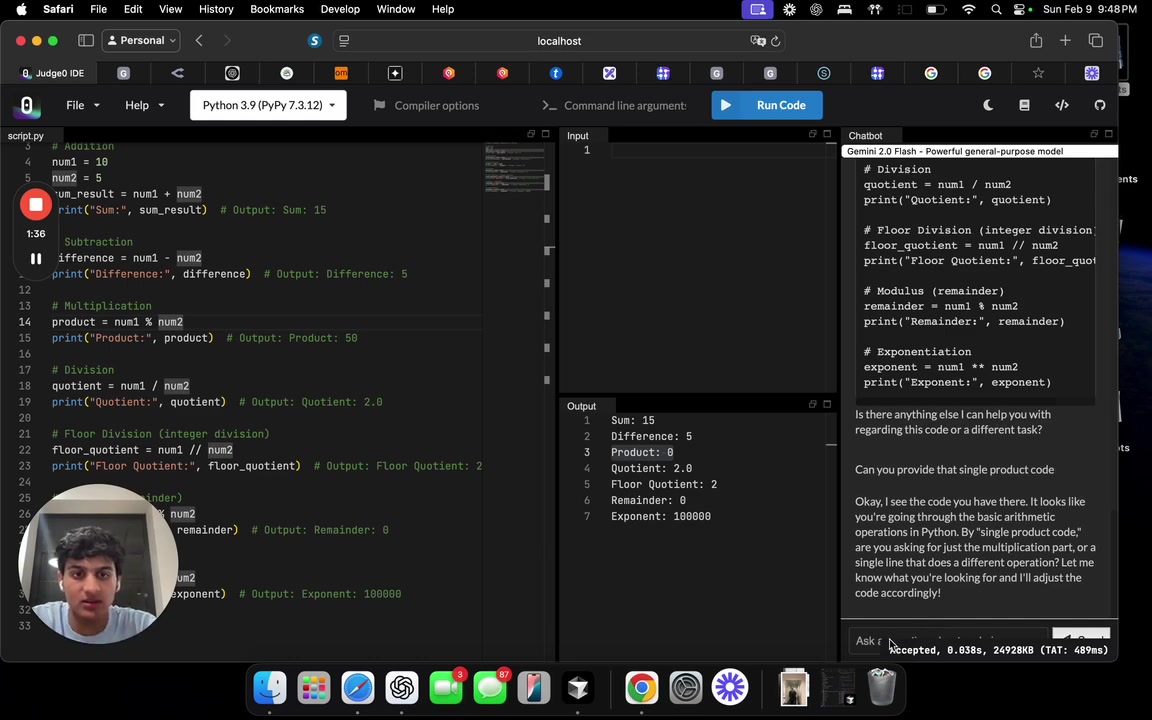 Safari File Edit View History Bookmarks Develop Window Help Sun Feb 9 9:48 PM
Personal localhost
Judge0 IDE
File Help Python 3.9 (PyPy 7.3.12) Compiler options Command line arguments Run Code
script.py
3 # Addition
4 num1 = 10
5 num2 = 5
sum_result = num1 + num2
print("Sum:", sum_result) # Output: Sum: 15
Subtraction
difference = num1 - num2
print("Difference:", difference) # Output: Difference: 5
12
13 # Multiplication
14 product = num1 % num2
15 print("Product:", product) # Output: Product: 50
16
17 # Division
18 quotient = num1 / num2
19 print("Quotient:", quotient) # Output: Quotient: 2.0
20
21 # Floor Division (integer division)
22 floor_quotient = num1 // num2
23 print("Floor Quotient:", floor_quotient) # Output: Floor Quotient: 2
24
25
26 % num2
27 remainder) # Output: Remainder: 0
num2
exponent) # Output: Exponent: 100000
32
33
1:36
Input
1
Output
1 Sum: 15
2 Difference: 5
3 Product: 0
4 Quotient: 2.0
5 Floor Quotient: 2
6 Remainder: 0
7 Exponent: 100000
Chatbot
Gemini 2.0 Flash - Powerful general-purpose model
# Division
quotient = num1 / num2
print("Quotient:", quotient)
# Floor Division (integer division)
floor_quotient = num1 // num2
print("Floor Quotient:", floor_quot
# Modulus (remainder)
remainder = num1 % num2
print("Remainder:", remainder)
# Exponentiation
exponent = num1 ** num2
print("Exponent:", exponent)
Is there anything else I can help you with
regarding this code or a different task?
Can you provide that single product code
Okay, I see the code you have there. It looks like
you're going through the basic arithmetic
operations in Python. By "single product code,"
are you asking for just the multiplication part, or a
single line that does a different operation? Let me
know what you're looking for and I'll adjust the
code accordingly!
Ask a
Accepted, 0.038s, 24928KB (TAT: 489ms)
3 87